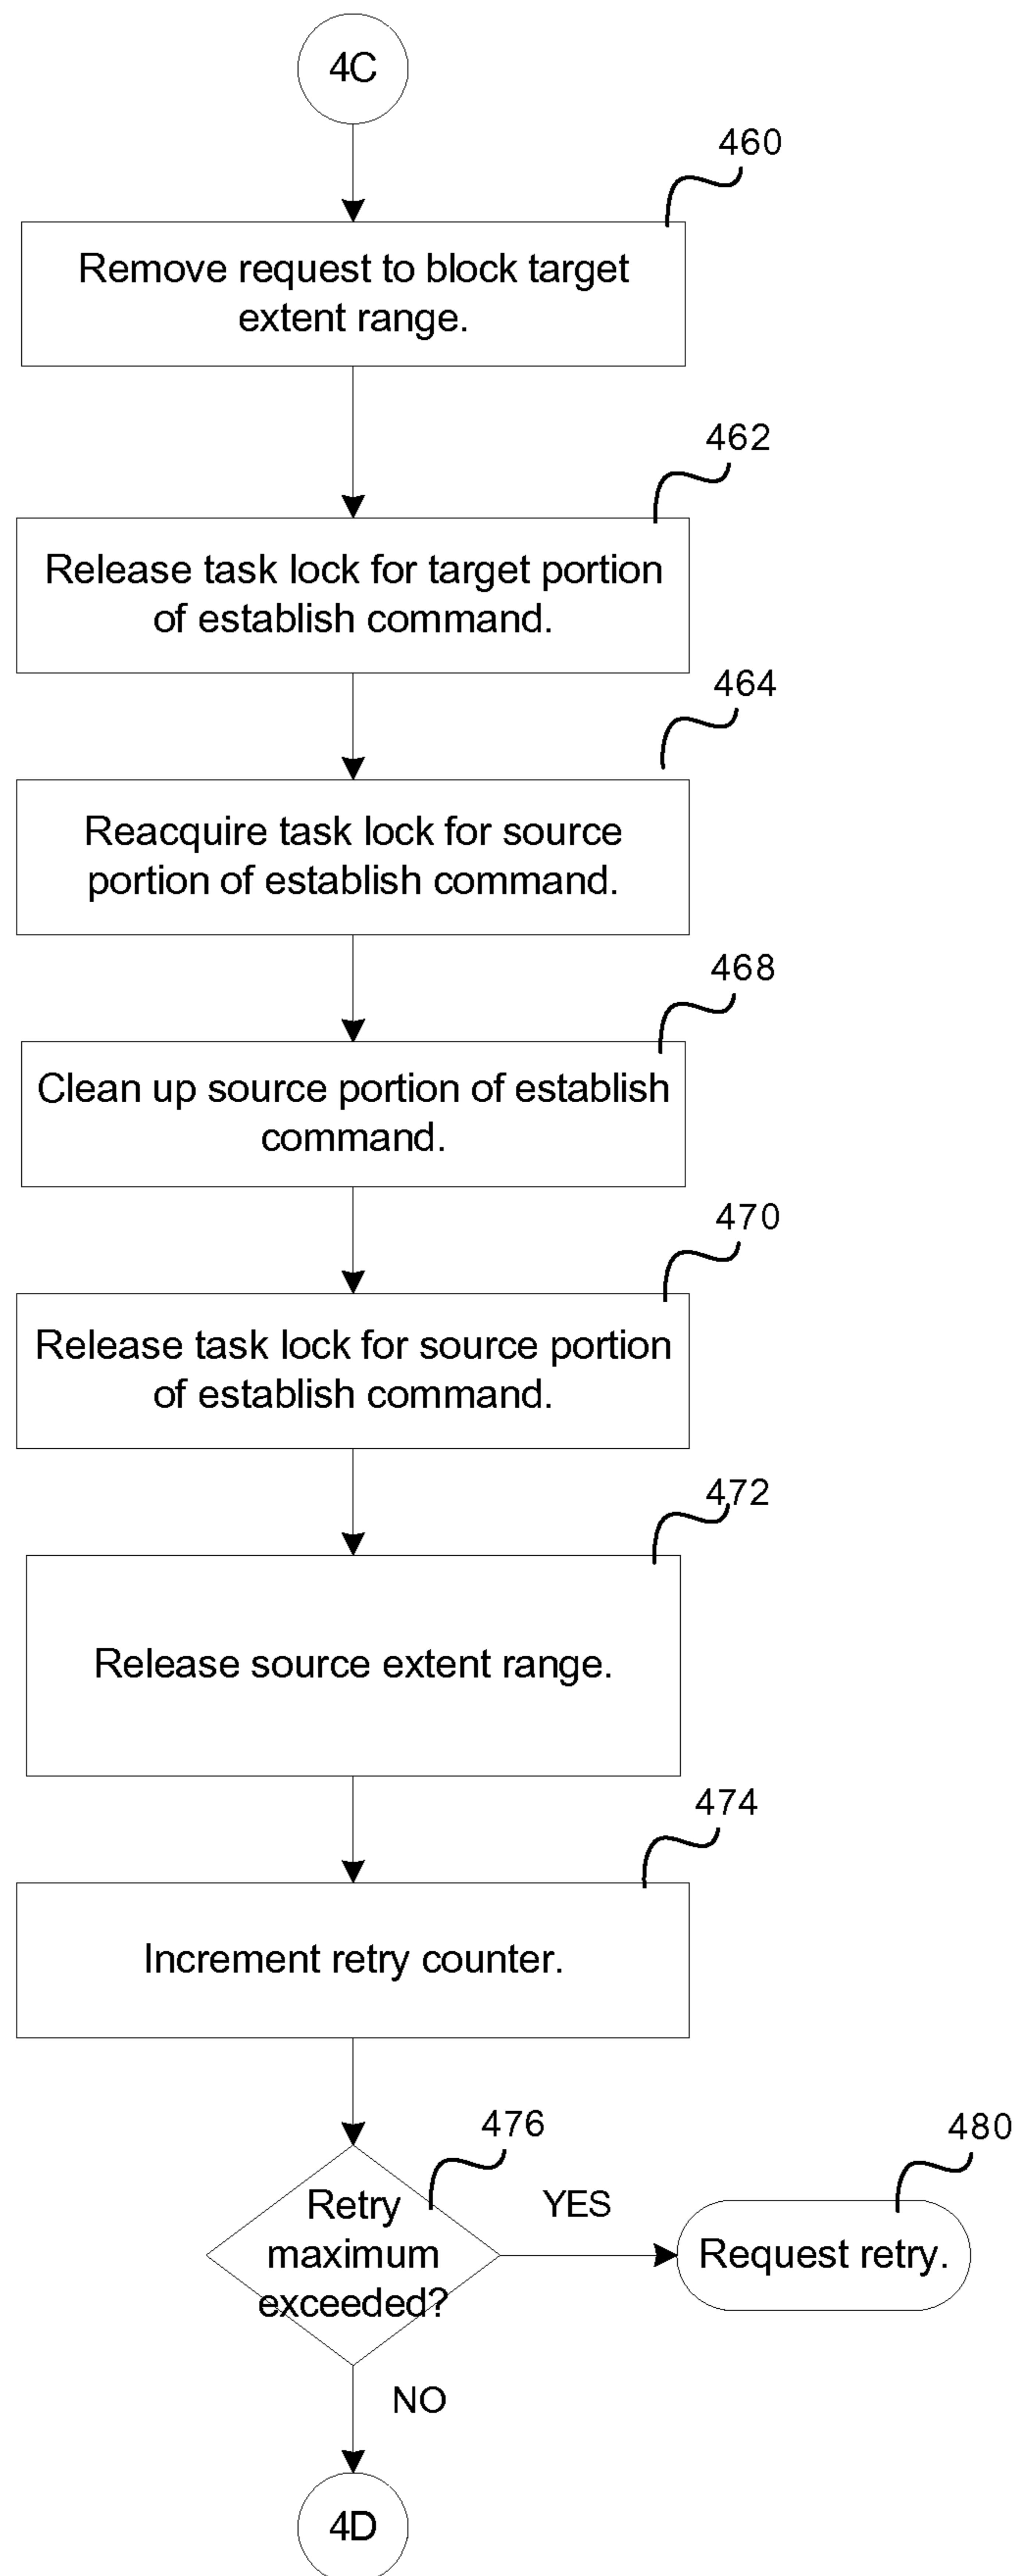 4C
460
Remove request to block target
extent range.
462
Release task lock for target portion
of establish command.
464
Reacquire task lock for source
portion of establish command.
468
Clean up source portion of establish
command.
470
Release task lock for source portion
of establish command.
472
Release source extent range.
474
Increment retry counter.
476
480
Retry
maximum
exceeded?
YES
Request retry.
NO
4D